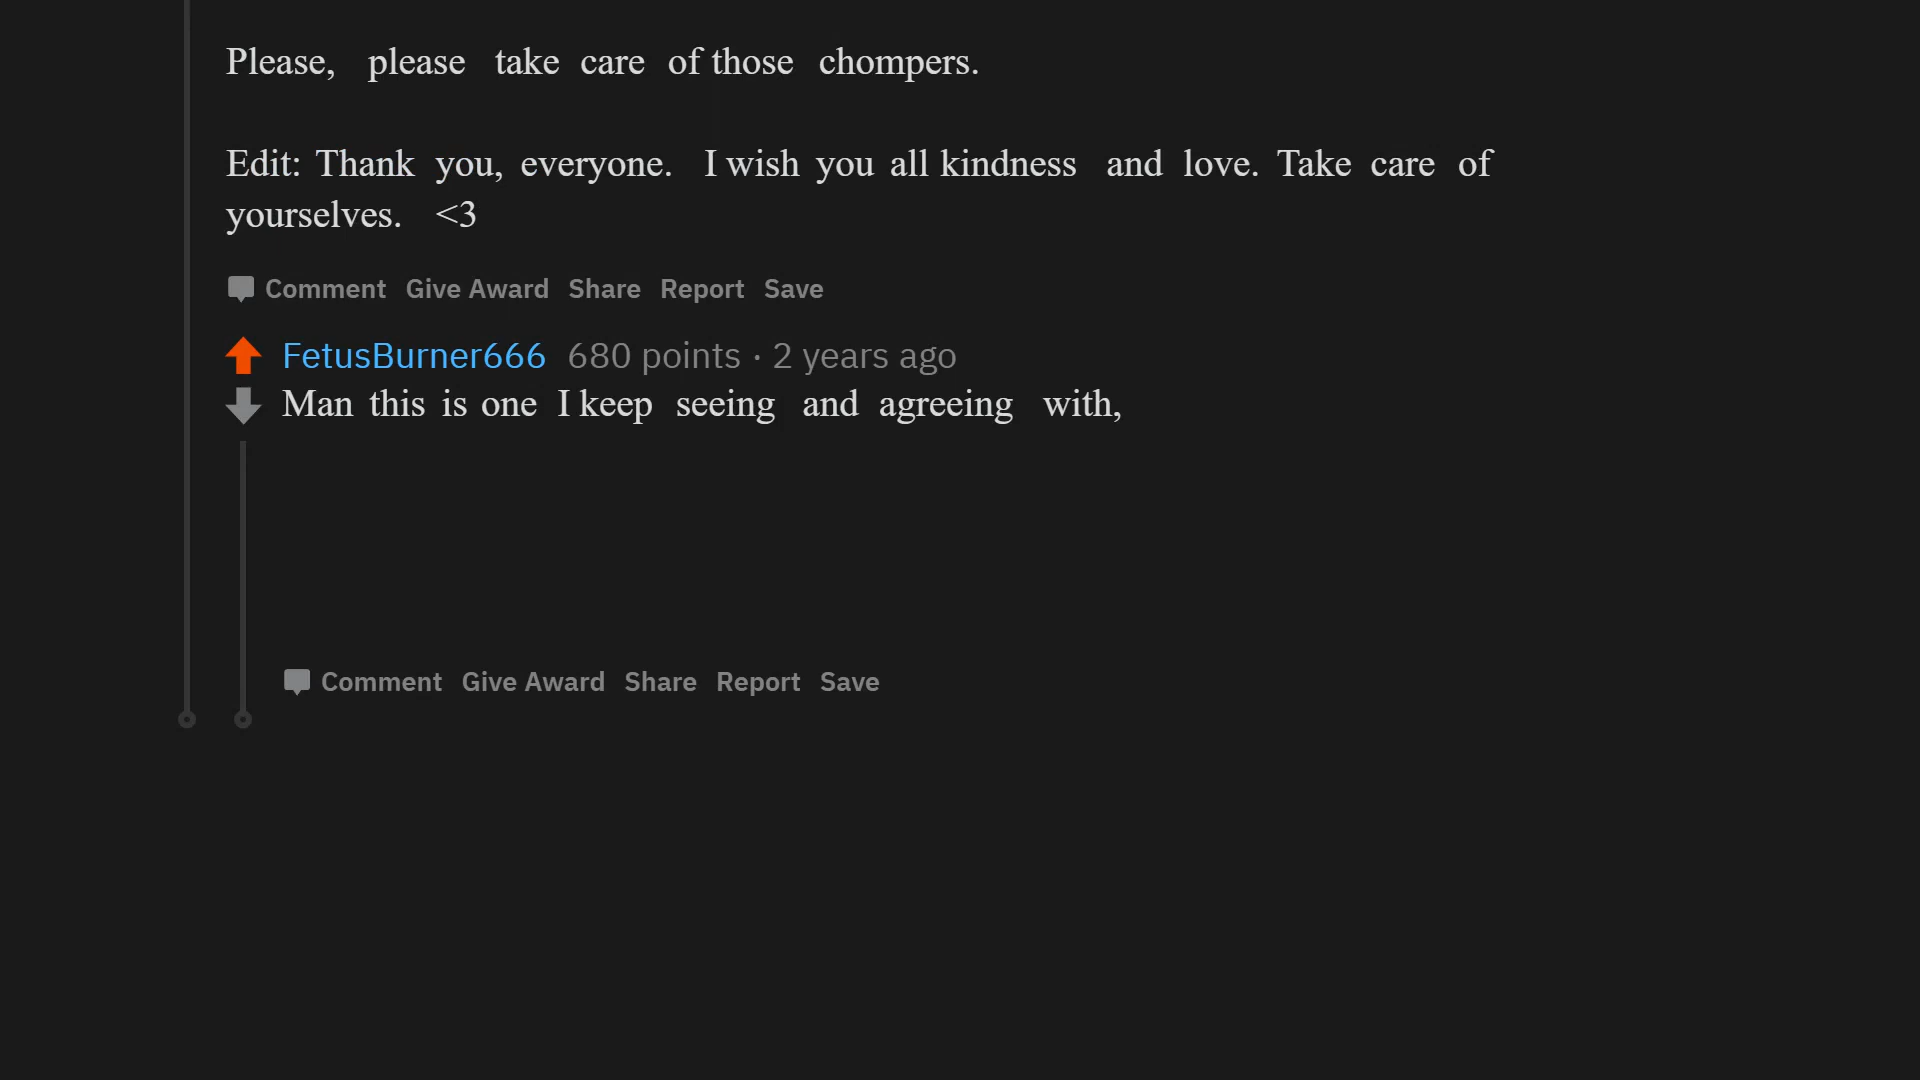 Please, please take care of those chompers.
Edit: Thank you, everyone. I wish you all kindness and love. Take care of
yourselves. <3
Comment Give Award Share Report Save
FetusBurner666 680 points · 2 years ago
Man this is one I keep seeing and agreeing with,
Comment Give Award Share Report Save